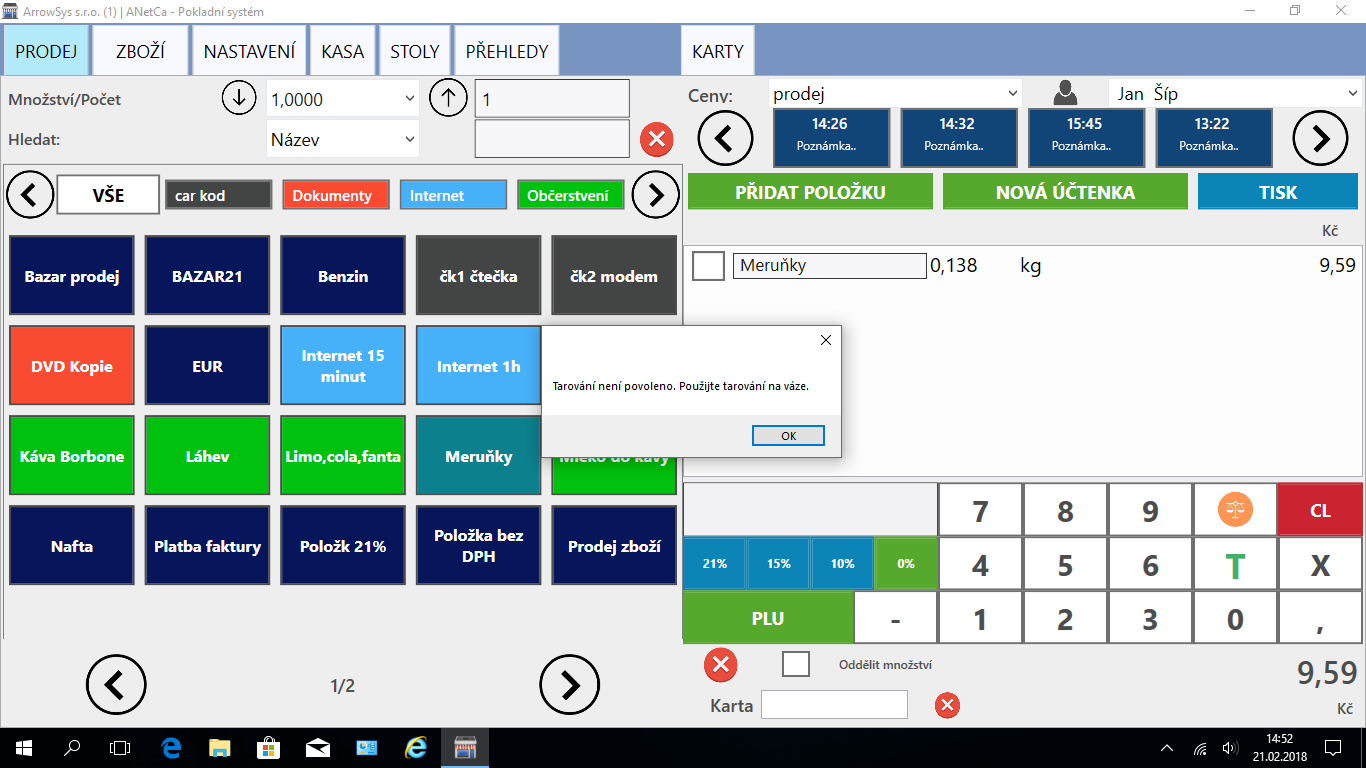 ArrowSys s.r.o. (1) | ANetCa - Pokladní systém
PRODEJ ZBOŽÍ NASTAVENÍ KASA STOLY PŘEHLEDY KARTY
Množství/Počet 1,0000 1
Hledat: Název
Ceny: prodej Jan Šíp
14:26 14:32 15:45 13:22
Poznámka.. Poznámka.. Poznámka.. Poznámka..
VŠE car kod Dokumenty Internet Občerstvení
PŘIDAT POLOŽKU NOVÁ ÚČTENKA TISK
Kč
Bazar prodej BAZAR21 Benzin čk1 čtečka čk2 modem
Meruňky 0,138 kg 9,59
DVD Kopie EUR Internet 15 minut Internet 1h
Tarování není povoleno. Použijte tarování na váze.
OK
Káva Borbone Láhev Limo,cola,fanta Meruňky Mléko do kávy
Nafta Platba faktury Položk 21% Položka bez DPH Prodej zboží
7 8 9 CL
21% 15% 10% 0% 4 5 6 T X
PLU - 1 2 3 0 ,
1/2
Oddělit množství
9,59
Karta
Kč
14:52
21.02.2018